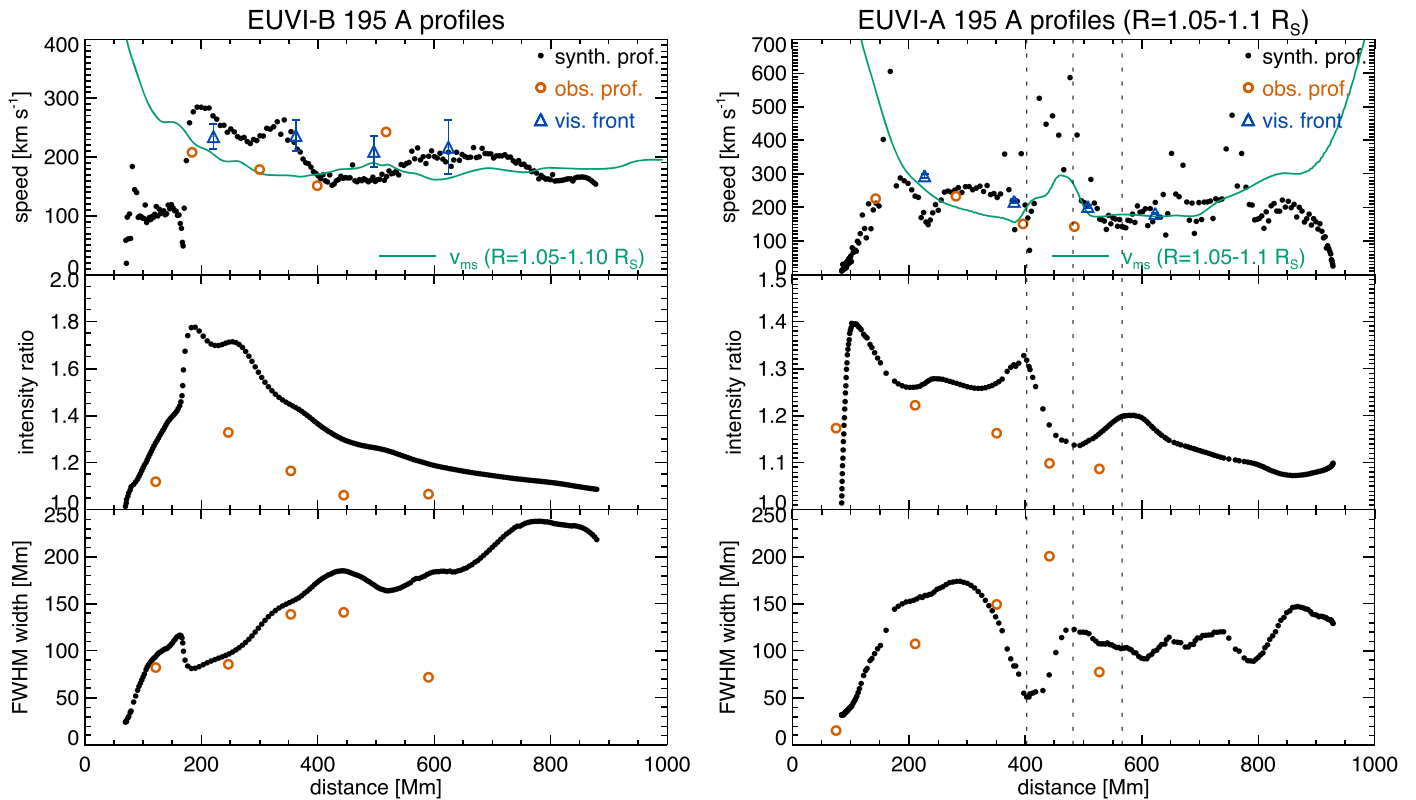 EUVI-B 195 A profiles
400
300
200
100
0
speed [km s⁻¹]
synth. prof.
obs. prof.
vis. front
v_ms (R=1.05-1.10 R_S)
2.0
1.8
1.6
1.4
1.2
1.0
intensity ratio
250
200
150
100
50
0
FWHM width [Mm]
0 200 400 600 800 1000
distance [Mm]
EUVI-A 195 A profiles (R=1.05-1.1 R_S)
700
600
500
400
300
200
100
0
speed [km s⁻¹]
synth. prof.
obs. prof.
vis. front
v_ms (R=1.05-1.1 R_S)
1.5
1.4
1.3
1.2
1.1
1.0
intensity ratio
250
200
150
100
50
0
FWHM width [Mm]
0 200 400 600 800 1000
distance [Mm]